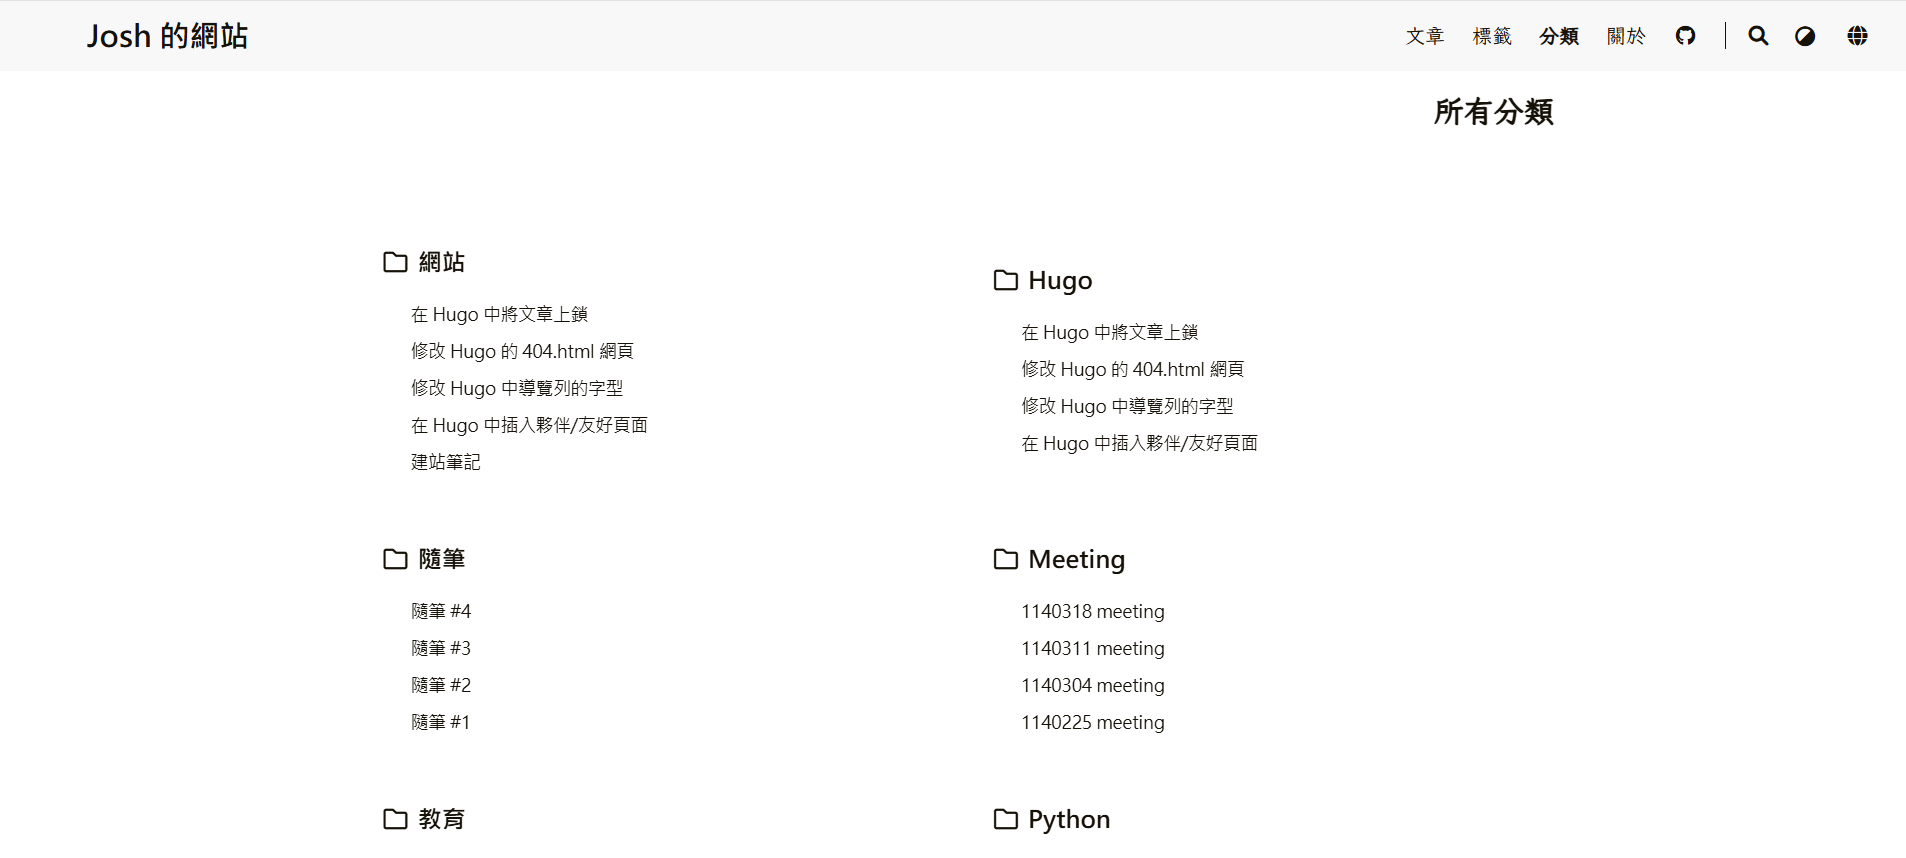 Josh 的網站
文章 標籤 分類 關於
所有分類
網站
在 Hugo 中將文章上鎖
修改 Hugo 的 404.html 網頁
修改 Hugo 中導覽列的字型
在 Hugo 中插入夥伴/友好頁面
建站筆記
Hugo
在 Hugo 中將文章上鎖
修改 Hugo 的 404.html 網頁
修改 Hugo 中導覽列的字型
在 Hugo 中插入夥伴/友好頁面
隨筆
隨筆 #4
隨筆 #3
隨筆 #2
隨筆 #1
Meeting
1140318 meeting
1140311 meeting
1140304 meeting
1140225 meeting
教育
Python